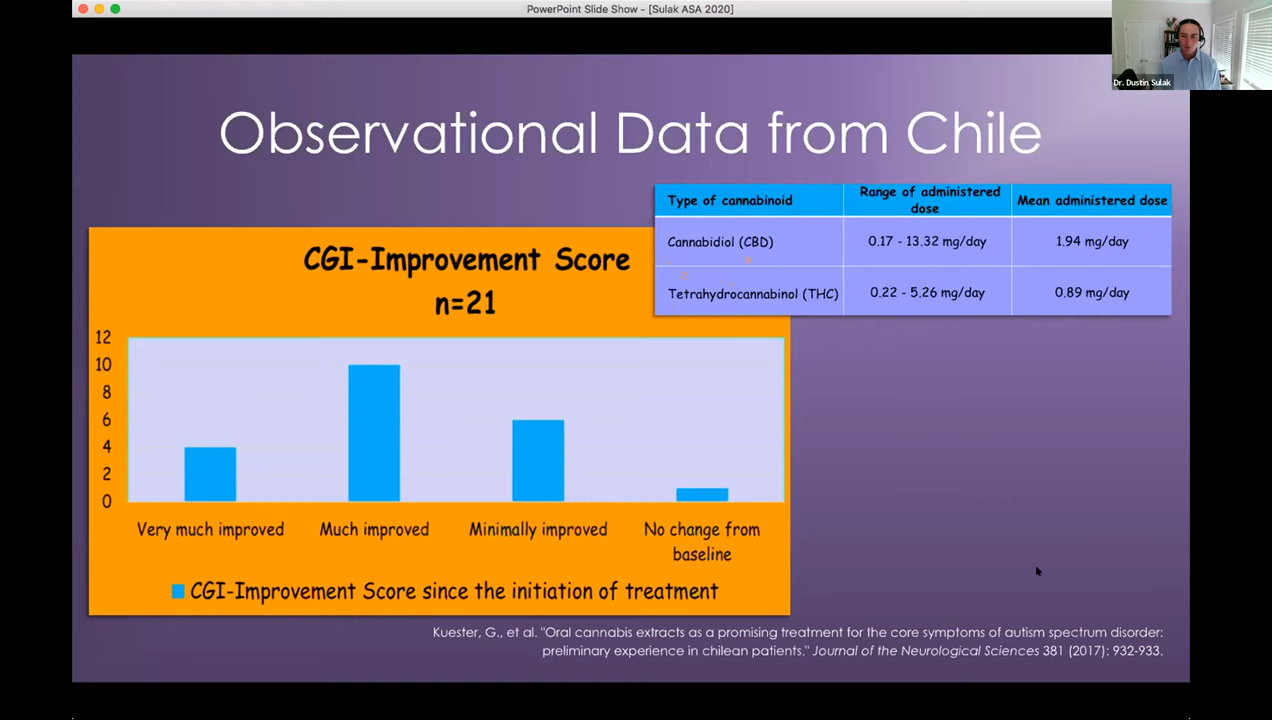 PowerPoint Slide Show - [Sulak ASA 2020]
Dr. Dustin Sulak
Observational Data from Chile
Type of cannabinoid
Range of administered
dose
Mean administered dose
Cannabidiol (CBD)
0.17 - 13.32 mg/day
1.94 mg/day
Tetrahydrocannabinol (THC)
0.22 - 5.26 mg/day
0.89 mg/day
CGI-Improvement Score
n=21
12
10
8
6
4
2
0
Very much improved
Much improved
Minimally improved
No change from
baseline
CGI-Improvement Score since the initiation of treatment
Kuester, G., et al. "Oral cannabis extracts as a promising treatment for the core symptoms of autism spectrum disorder:
preliminary experience in chilean patients." Journal of the Neurological Sciences 381 (2017): 932-933.